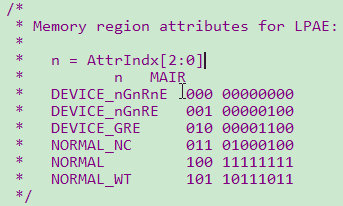 /*
* Memory region attributes for LPAE:
*
* n = AttrIndx[2:0]
* n MAIR
* DEVICE_nGnRnE 000 00000000
* DEVICE_nGnRE 001 00000100
* DEVICE_GRE 010 00001100
* NORMAL_NC 011 01000100
* NORMAL 100 11111111
* NORMAL_WT 101 10111011
*/